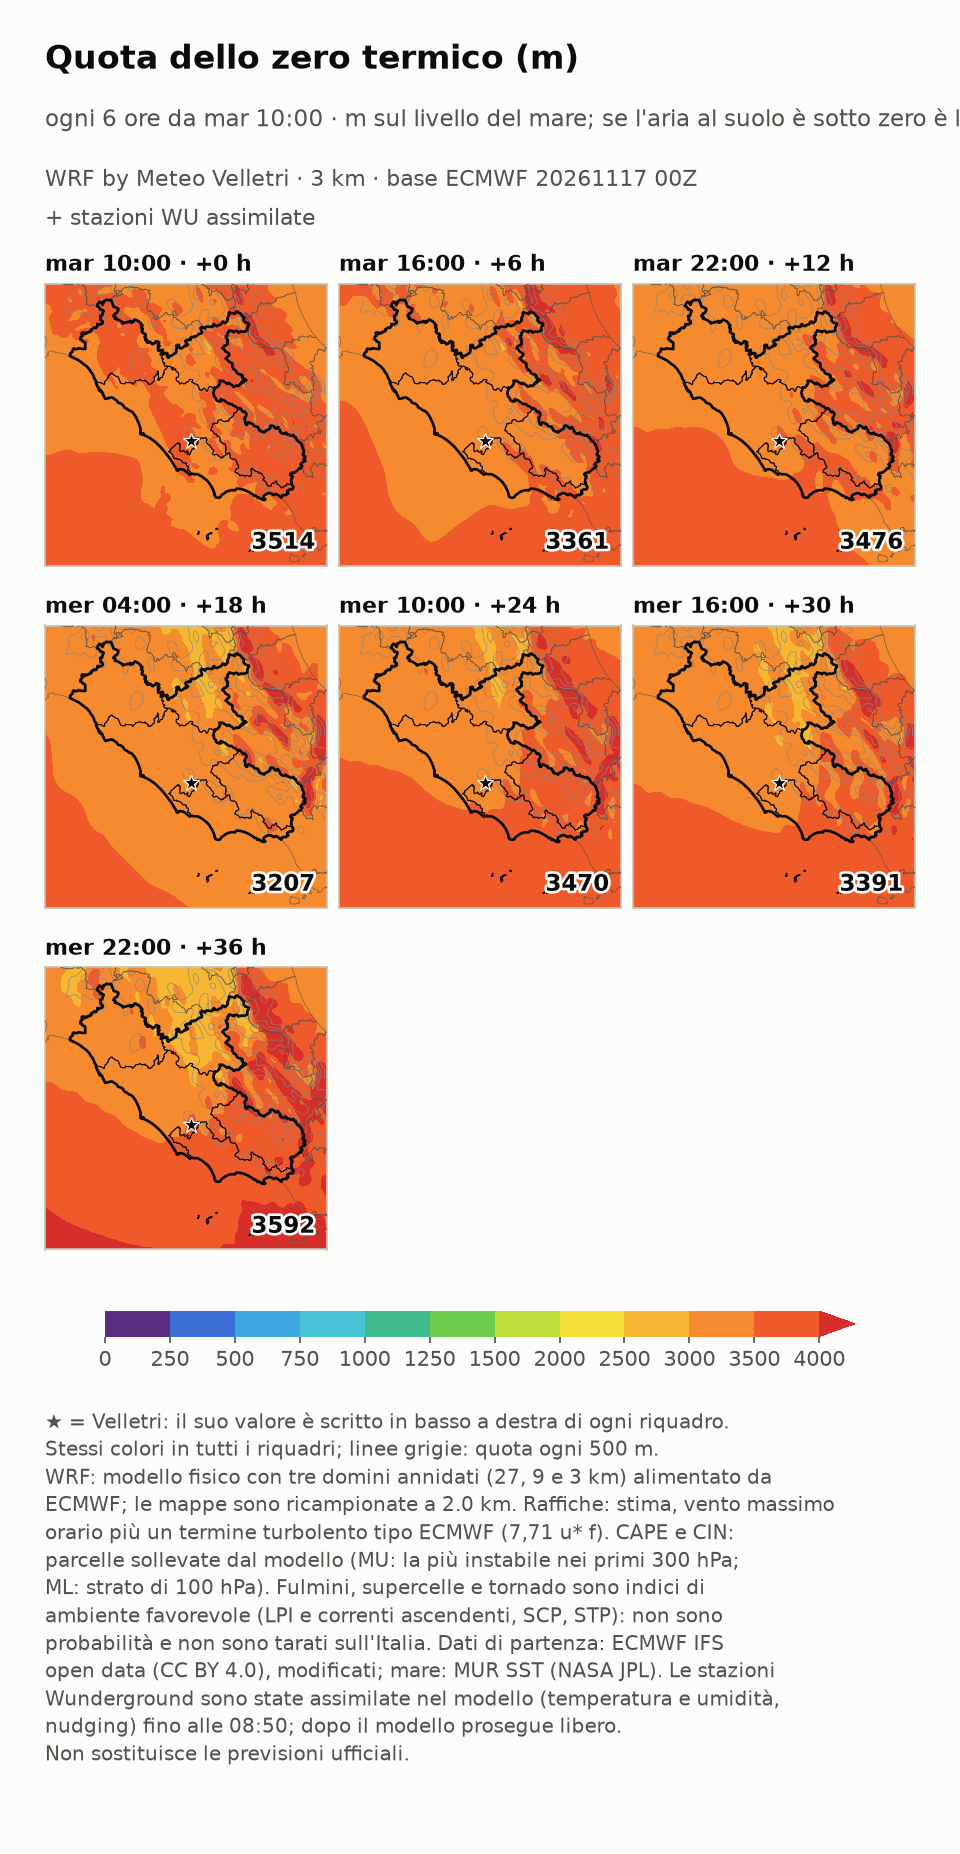 Quota dello zero termico (m)
ogni 6 ore da mar 10:00 · m sul livello del mare; se l'aria al suolo è sotto zero è l
WRF by Meteo Velletri · 3 km · base ECMWF 20261117 00Z
+ stazioni WU assimilate
mar 10:00 · +0 h
mar 16:00 · +6 h
mar 22:00 · +12 h
3514
3361
3476
mer 04:00 · +18 h
mer 10:00 · +24 h
mer 16:00 · +30 h
3207
3470
3391
mer 22:00 · +36 h
3592
0 250 500 750 1000 1250 1500 2000 2500 3000 3500 4000
★ = Velletri: il suo valore è scritto in basso a destra di ogni riquadro.
Stessi colori in tutti i riquadri; linee grigie: quota ogni 500 m.
WRF: modello fisico con tre domini annidati (27, 9 e 3 km) alimentato da
ECMWF; le mappe sono ricampionate a 2.0 km. Raffiche: stima, vento massimo
orario più un termine turbolento tipo ECMWF (7,71 u* f). CAPE e CIN:
parcelle sollevate dal modello (MU: la più instabile nei primi 300 hPa;
ML: strato di 100 hPa). Fulmini, supercelle e tornado sono indici di
ambiente favorevole (LPI e correnti ascendenti, SCP, STP): non sono
probabilità e non sono tarati sull'Italia. Dati di partenza: ECMWF IFS
open data (CC BY 4.0), modificati; mare: MUR SST (NASA JPL). Le stazioni
Wunderground sono state assimilate nel modello (temperatura e umidità,
nudging) fino alle 08:50; dopo il modello prosegue libero.
Non sostituisce le previsioni ufficiali.